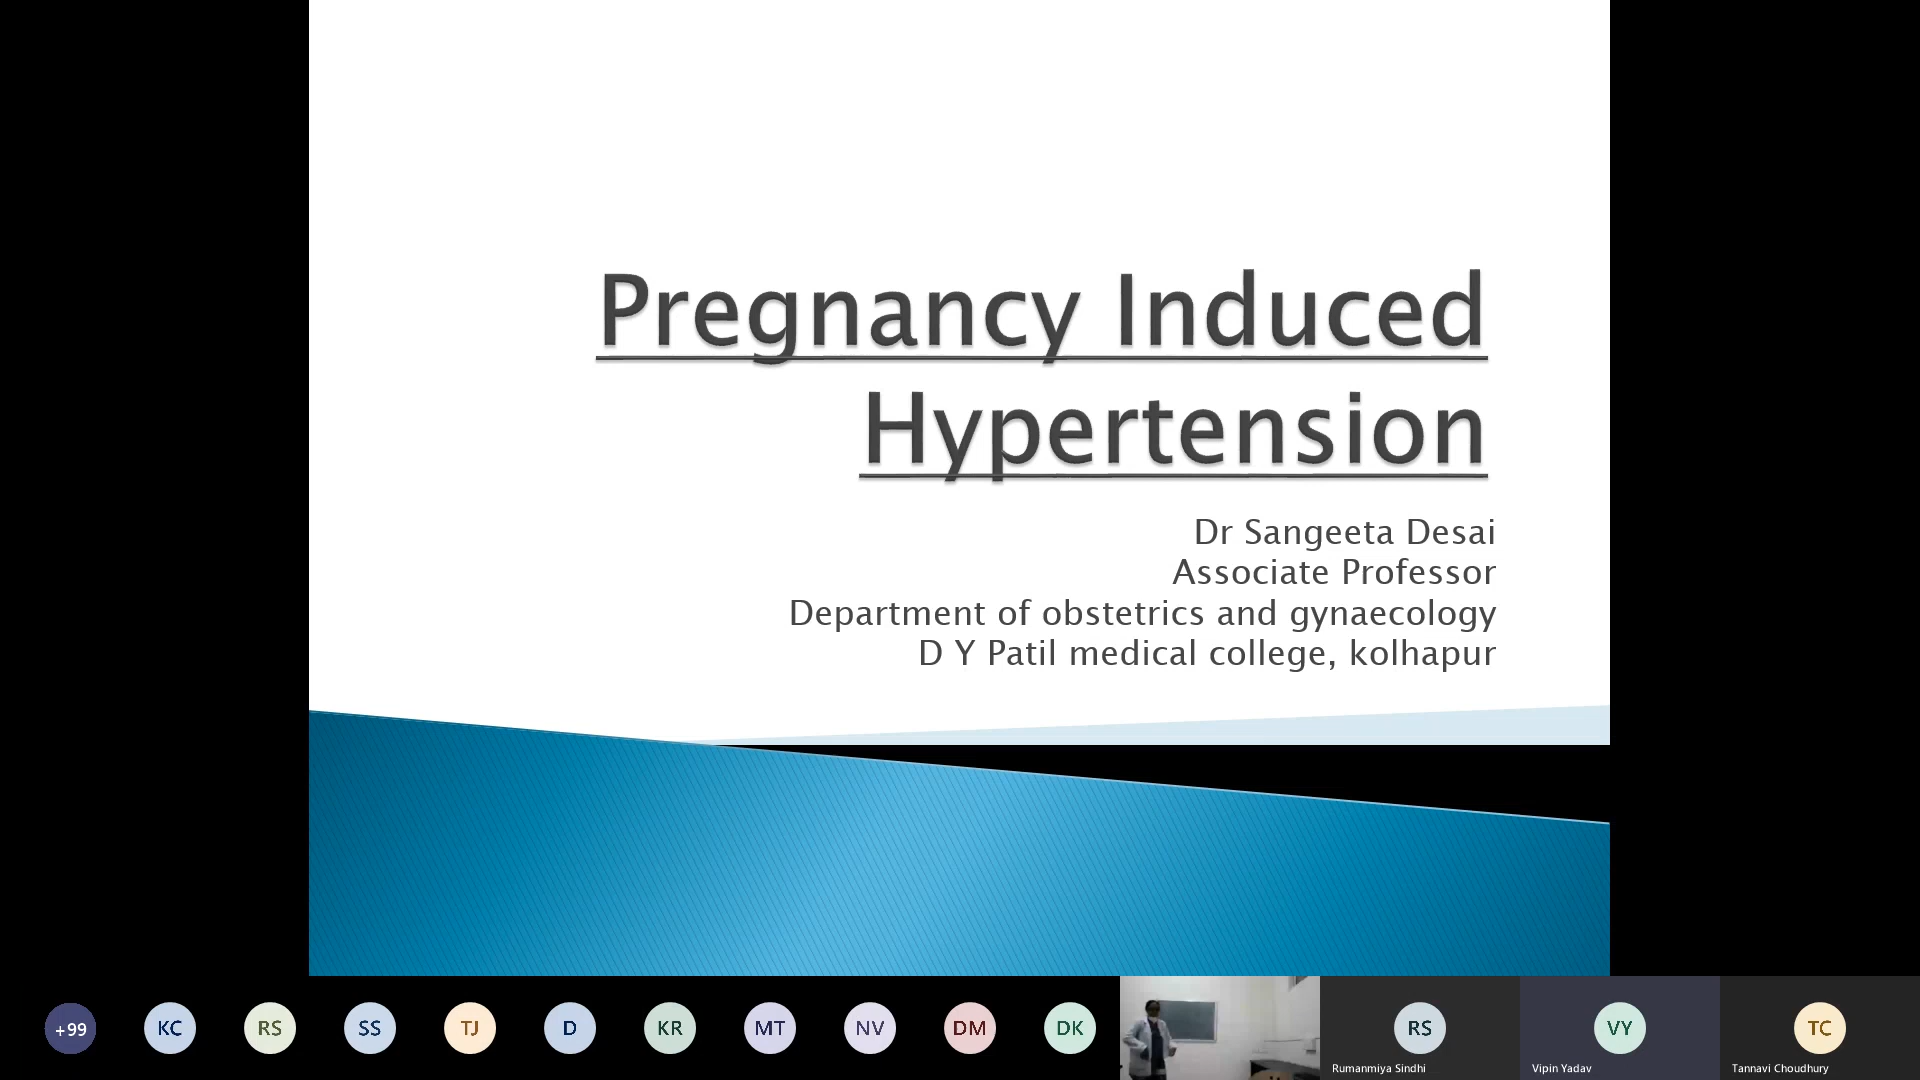 Pregnancy Induced
Hypertension
Dr Sangeeta Desai
Associate Professor
Department of obstetrics and gynaecology
D Y Patil medical college, kolhapur
+99
KC
RS
SS
TJ
D
KR
MT
NV
DM
DK
RS
VY
TC
Rumanmiya Sindhi
Vipin Yadav
Tannavi Choudhury